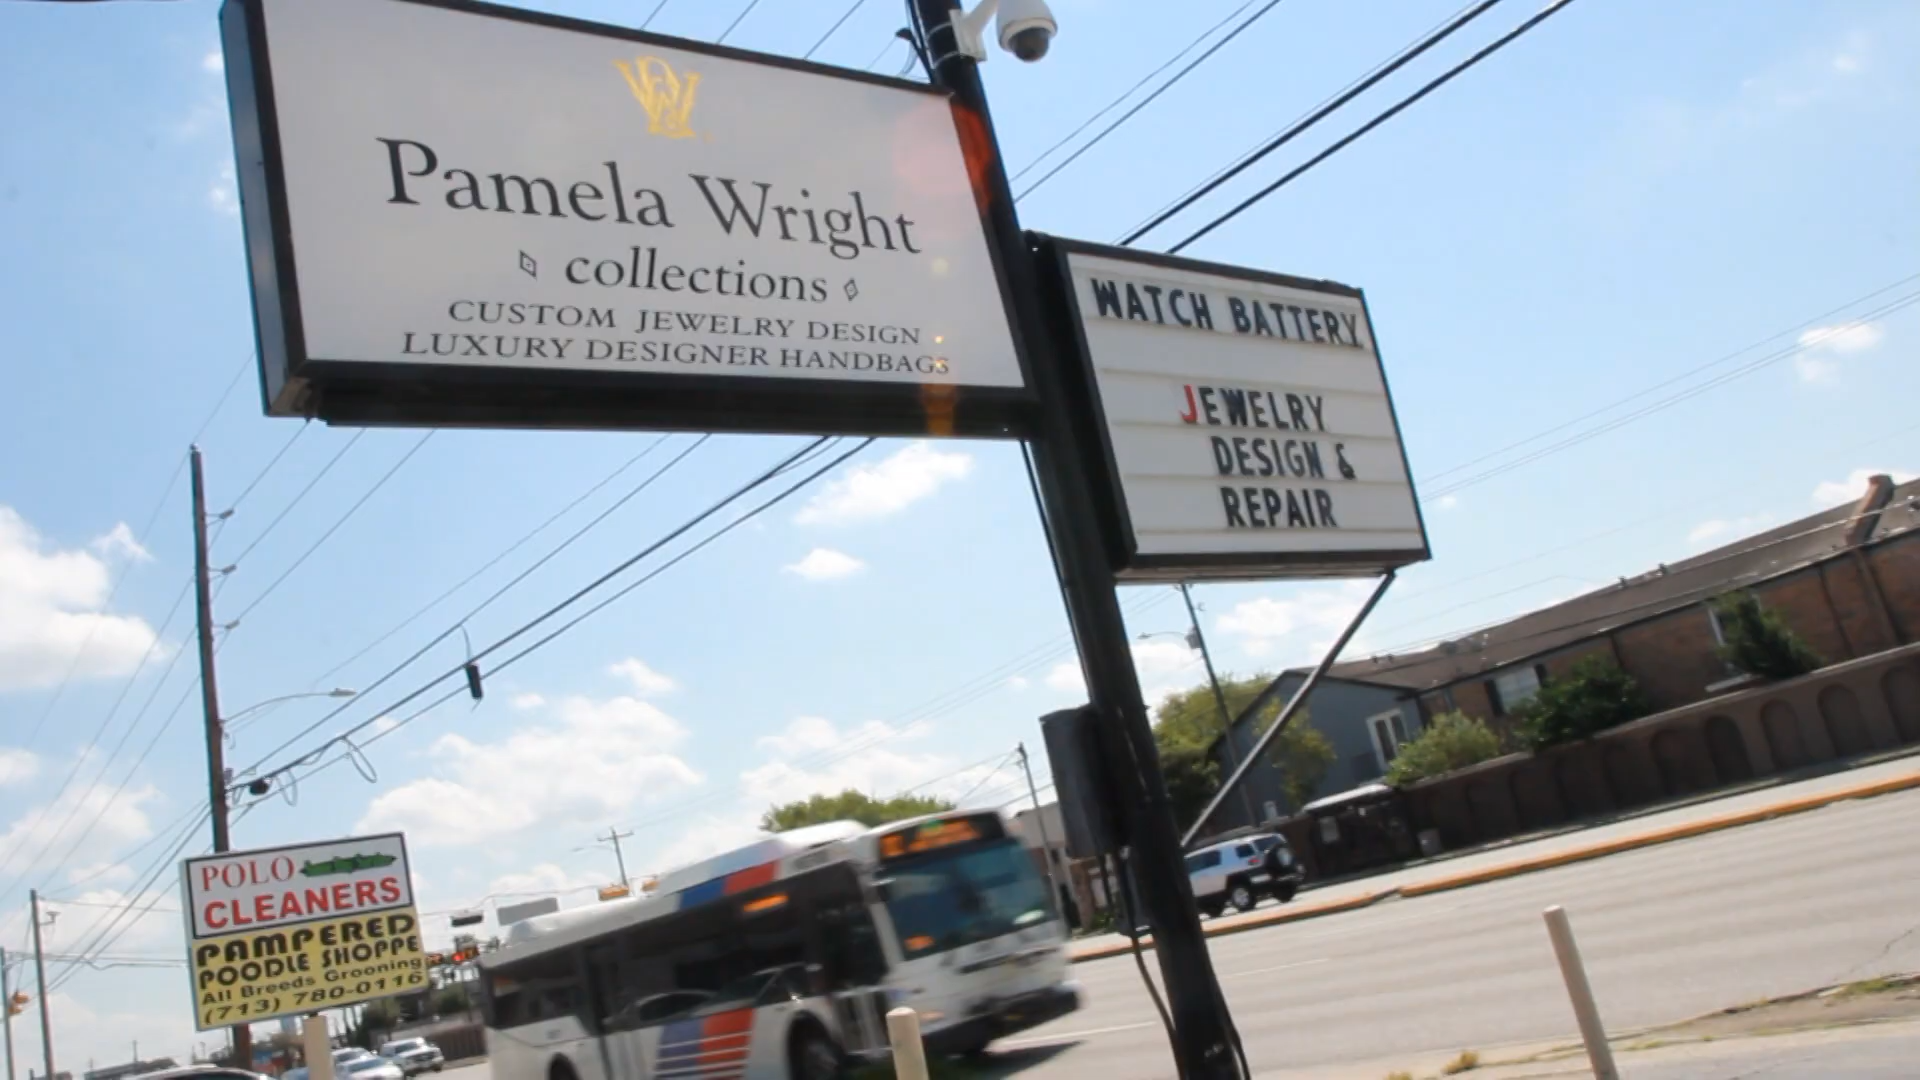 Pamela Wright
collections
CUSTOM JEWELRY DESIGN
LUXURY DESIGNER HANDBAGS
WATCH BATTERY
JEWELRY
DESIGN &
REPAIR
POLO
CLEANERS
PAMPERED
POODLE SHOPPE
All Breeds Grooming
(713) 780-0116